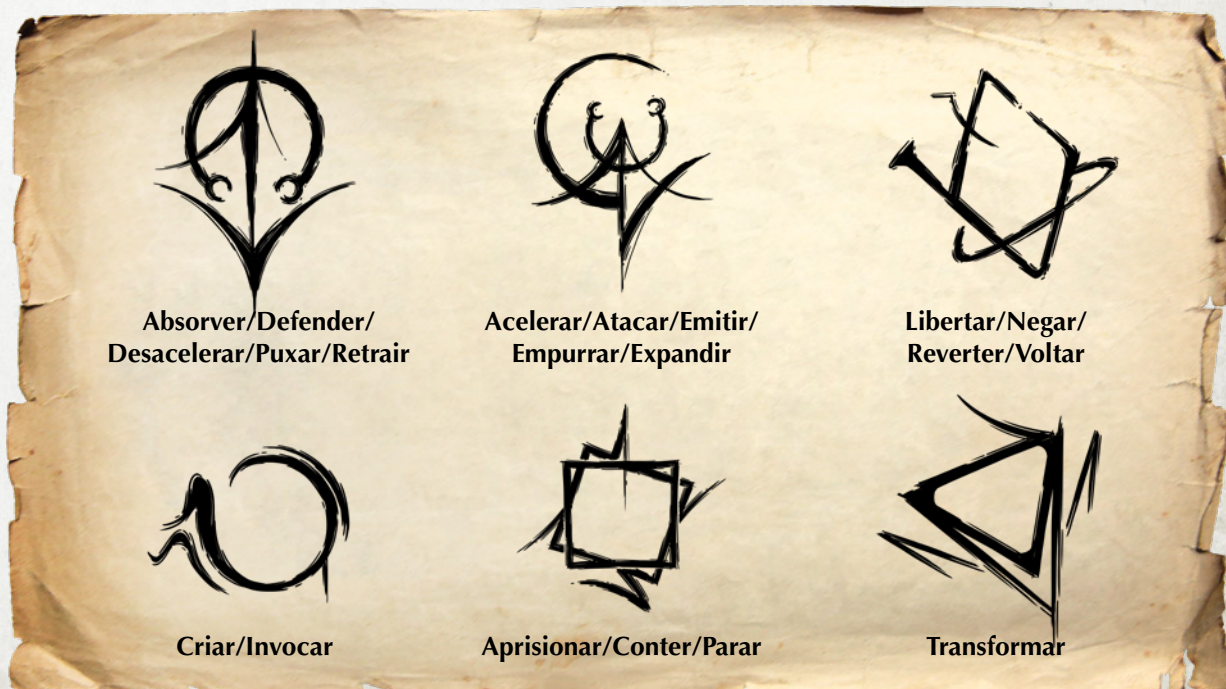 Absorver/Defender/
Desacelerar/Puxar/Retrair
Acelerar/Atacar/Emitir/
Empurrar/Expandir
Libertar/Negar/
Reverter/Voltar
Criar/Invocar
Aprisionar/Conter/Parar
Transformar